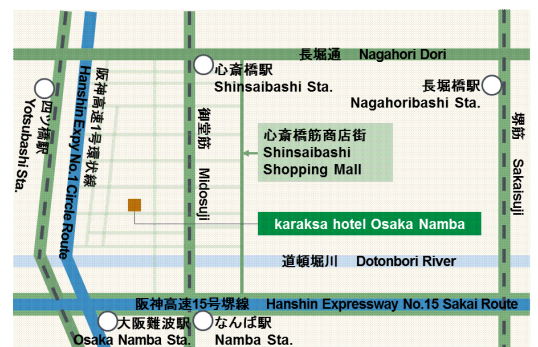 長堀通 Nagahori Dori
心斎橋駅
Shinsaibashi Sta.
長堀橋駅
Nagahoribashi Sta.
四ツ橋駅
Yotsubashi Sta.
阪神高速1号環状線
Hanshin Expy No.1 Circle Route
御堂筋 Midosuji
心斎橋筋商店街
Shinsaibashi
Shopping Mall
堺筋 Sakaisuji
karaksa hotel Osaka Namba
道頓堀川 Dotonbori River
阪神高速15号堺線 Hanshin Expressway No.15 Sakai Route
大阪難波駅
Osaka Namba Sta.
なんば駅
Namba Sta.